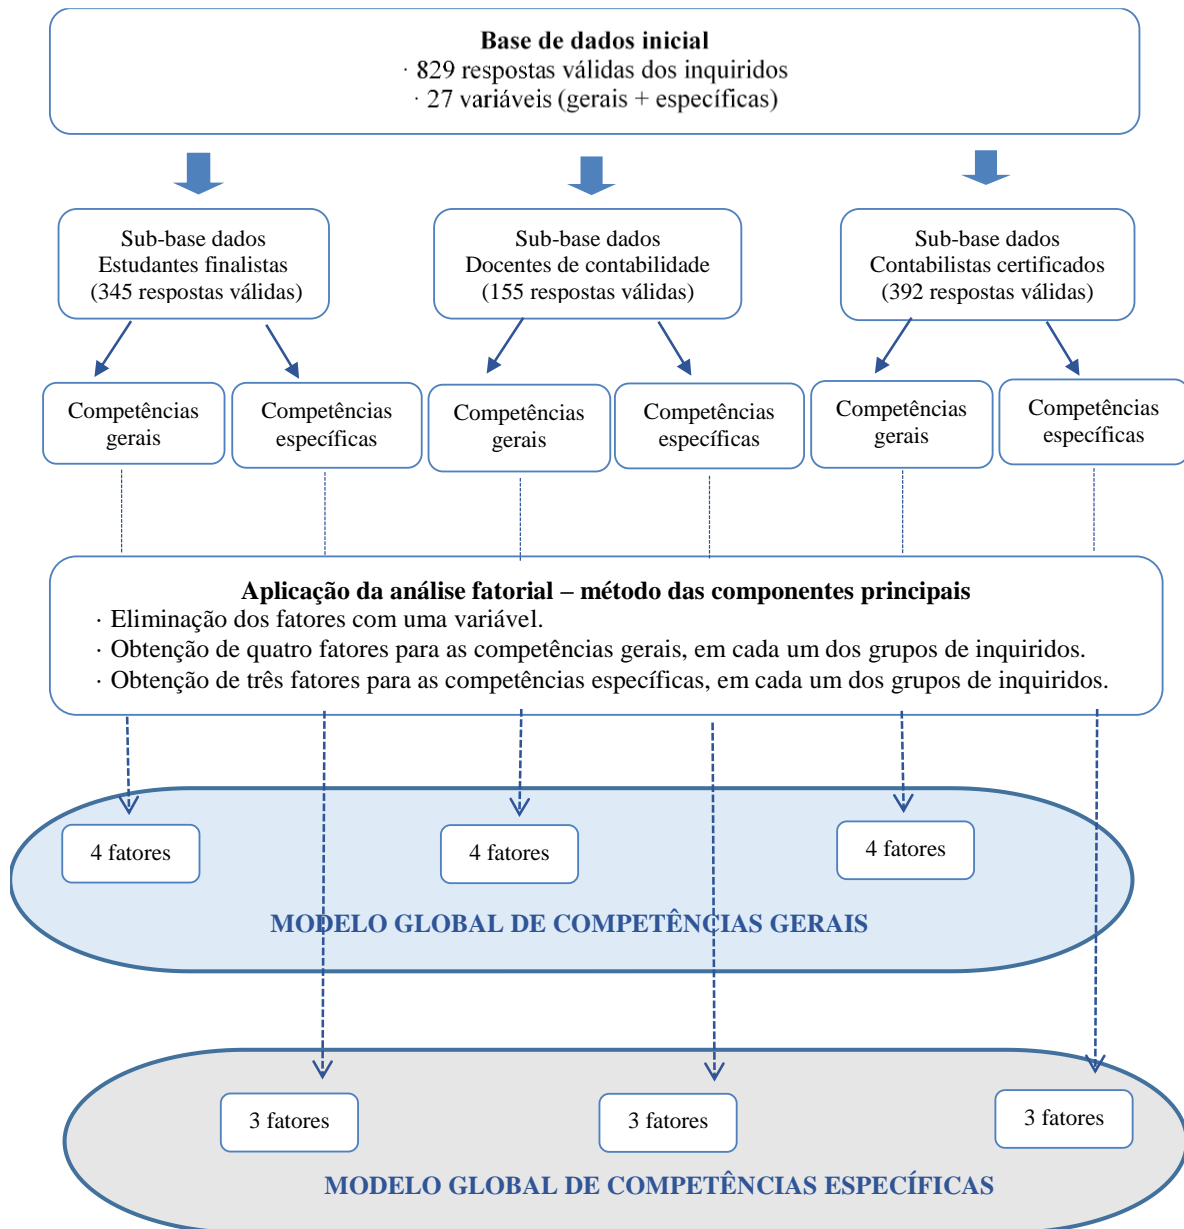 Base de dados inicial
· 829 respostas válidas dos inquiridos
· 27 variáveis (gerais + específicas)
Sub-base dados
Estudantes finalistas
(345 respostas válidas)
Sub-base dados
Docentes de contabilidade
(155 respostas válidas)
Sub-base dados
Contabilistas certificados
(392 respostas válidas)
Competências
gerais
Competências
específicas
Competências
gerais
Competências
específicas
Competências
gerais
Competências
específicas
Aplicação da análise fatorial – método das componentes principais
· Eliminação dos fatores com uma variável.
· Obtenção de quatro fatores para as competências gerais, em cada um dos grupos de inquiridos.
· Obtenção de três fatores para as competências específicas, em cada um dos grupos de inquiridos.
4 fatores
4 fatores
4 fatores
MODELO GLOBAL DE COMPETÊNCIAS GERAIS
3 fatores
3 fatores
3 fatores
MODELO GLOBAL DE COMPETÊNCIAS ESPECÍFICAS